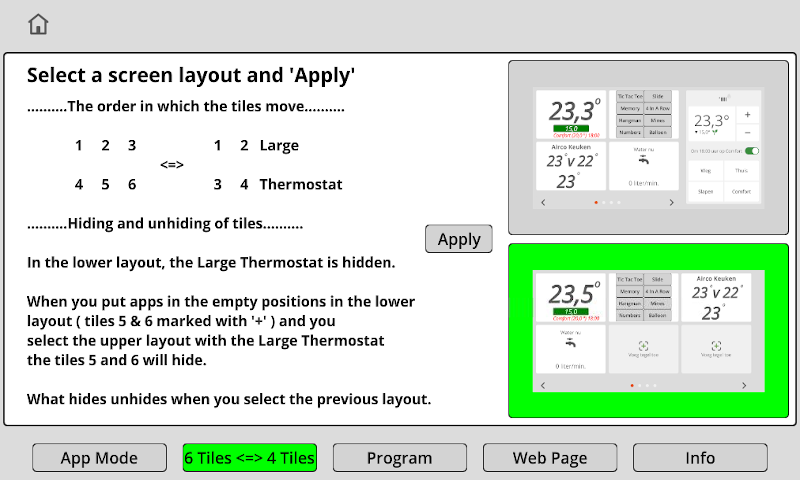 Select a screen layout and 'Apply'
..........The order in which the tiles move..........
1 2 3 1 2 Large
<=>
4 5 6 3 4 Thermostat
..........Hiding and unhiding of tiles..........
Apply
In the lower layout, the Large Thermostat is hidden.
When you put apps in the empty positions in the lower
layout ( tiles 5 & 6 marked with '+' ) and you
select the upper layout with the Large Thermostat
the tiles 5 and 6 will hide.
What hides unhides when you select the previous layout.
23,3°
15,0
Tic Tac Toe Slide
Memory 4 In A Row
Hangman Mimis
Numbers Balloon
23,3°
+
15,0°
−
Airco Keuken
23°v 22°
23°
Water nu
0 liter/min.
Weg Thuis
Slapen Comfort
< >
23,5°
15,0
Tic Tac Toe Slide
Memory 4 In A Row
Hangman
Numbers Balloon
Airco Keuken
23°v 22°
23°
Water nu
0 liter/min.
< >
App Mode
6 Tiles <=> 4 Tiles
Program
Web Page
Info